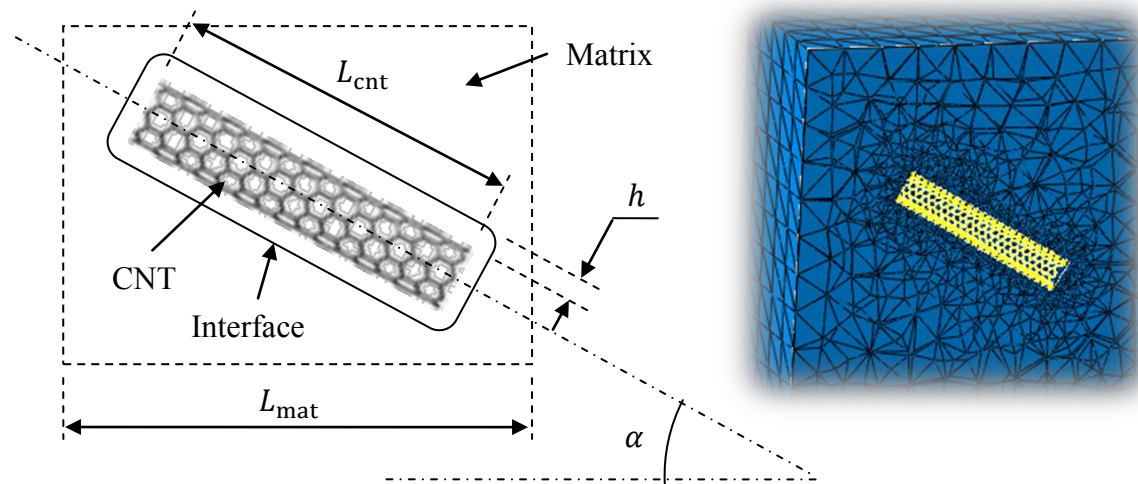 Matrix
L_cnt
h
CNT
Interface
L_mat
α